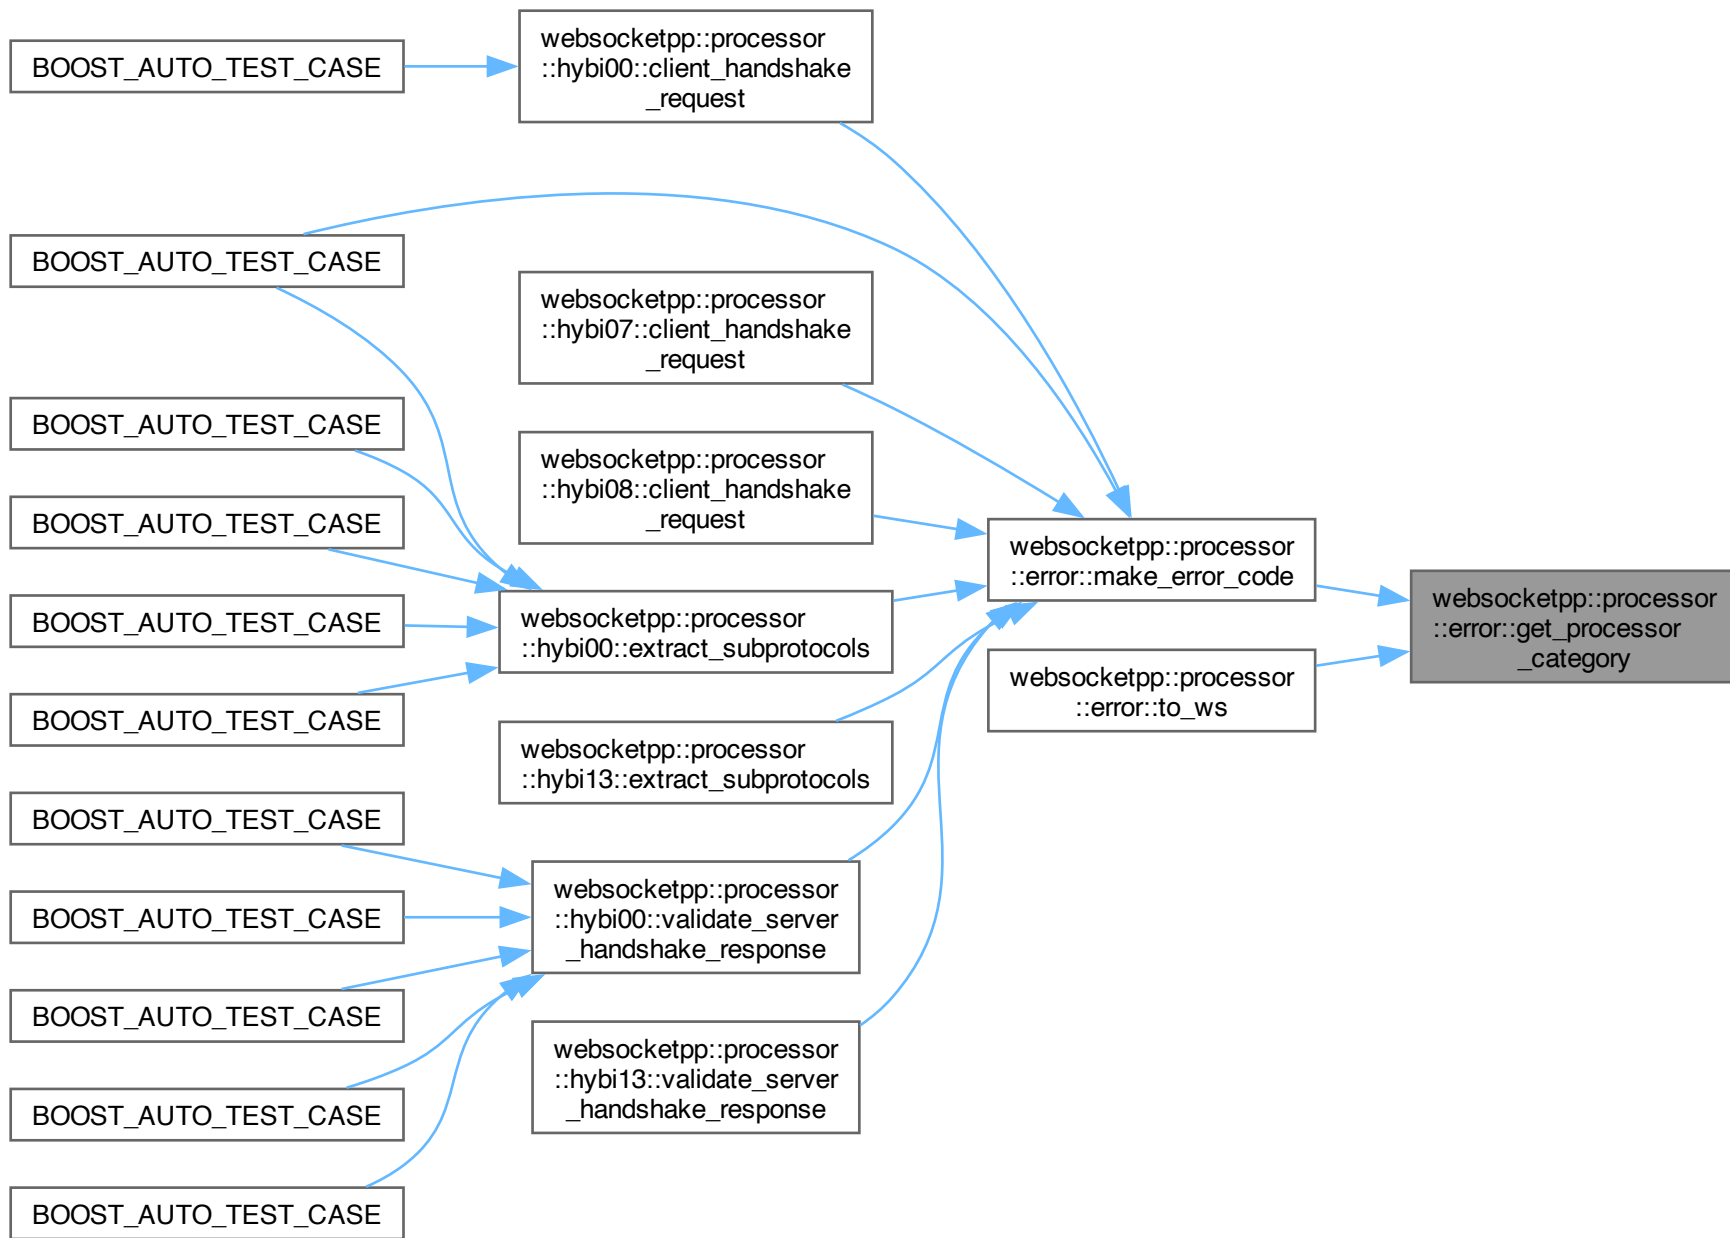 BOOST_AUTO_TEST_CASE
websocketpp::processor
::hybi00::client_handshake
_request
BOOST_AUTO_TEST_CASE
websocketpp::processor
::hybi07::client_handshake
_request
BOOST_AUTO_TEST_CASE
websocketpp::processor
::hybi08::client_handshake
_request
BOOST_AUTO_TEST_CASE
websocketpp::processor
::error::make_error_code
websocketpp::processor
::error::get_processor
_category
BOOST_AUTO_TEST_CASE
websocketpp::processor
::hybi00::extract_subprotocols
websocketpp::processor
::error::to_ws
BOOST_AUTO_TEST_CASE
websocketpp::processor
::hybi13::extract_subprotocols
BOOST_AUTO_TEST_CASE
BOOST_AUTO_TEST_CASE
websocketpp::processor
::hybi00::validate_server
_handshake_response
BOOST_AUTO_TEST_CASE
websocketpp::processor
::hybi13::validate_server
_handshake_response
BOOST_AUTO_TEST_CASE
BOOST_AUTO_TEST_CASE